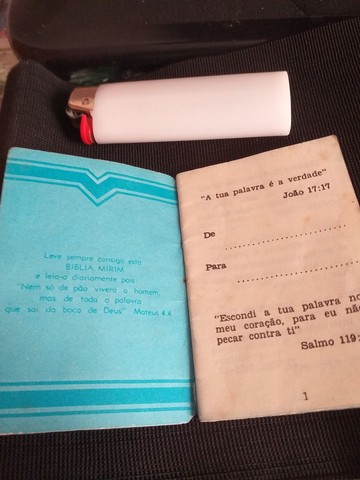 Leve sempre consigo esta
BÍBLIA MIRIM
e leia-a diariamente pois
"Nem só de pão viverá o homem,
mas de toda a palavra
que sai da boca de Deus" Mateus 4:4
"A tua palavra é a verdade"
João 17:17
De ........................
Para ........................
"Escondi a tua palavra no
meu coração, para eu não
pecar contra ti"
Salmo 119:
1